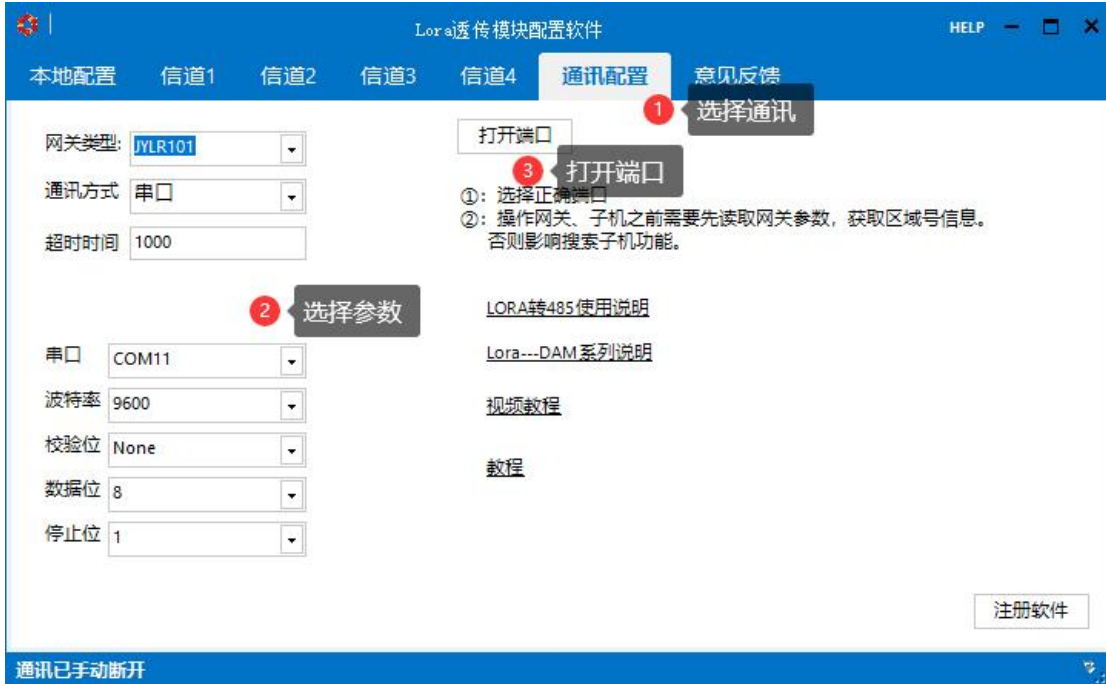 Lora透传模块配置软件
HELP
本地配置 信道1 信道2 信道3 信道4 通讯配置 意见反馈
1 选择通讯
网关类型: JYLR101
打开端口
3 打开端口
通讯方式 串口
①: 选择正确端口
②: 操作网关、子机之前需要先读取网关参数, 获取区域号信息。
否则影响搜索子机功能。
超时时间 1000
2 选择参数
LORA转485使用说明
串口 COM11
Lora---DAM系列说明
波特率 9600
视频教程
校验位 None
教程
数据位 8
停止位 1
注册软件
通讯已手动断开